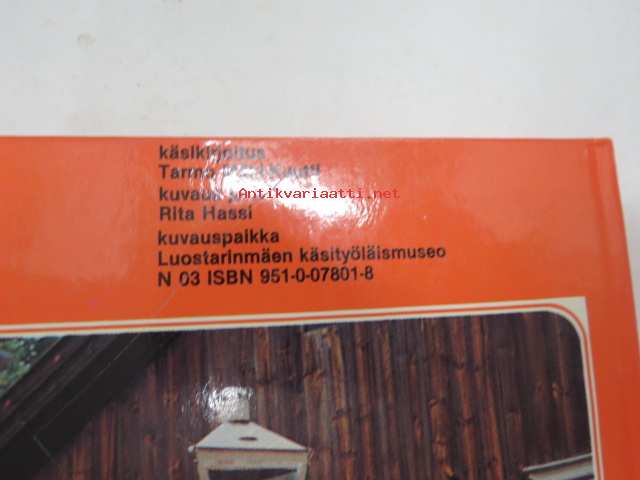 käsikirjoitus
Tarmo
kuvaus
Antikvariaatti.net
Rita Hassi
kuvauspaikka
Luostarinmäen käsityöläismuseo
N 03 ISBN 951-0-07801-8